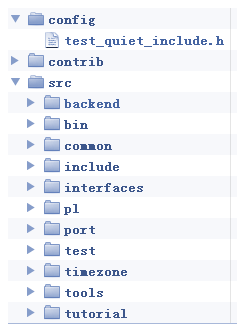 config
test_quiet_include.h
contrib
src
backend
bin
common
include
interfaces
pl
port
test
timezone
tools
tutorial